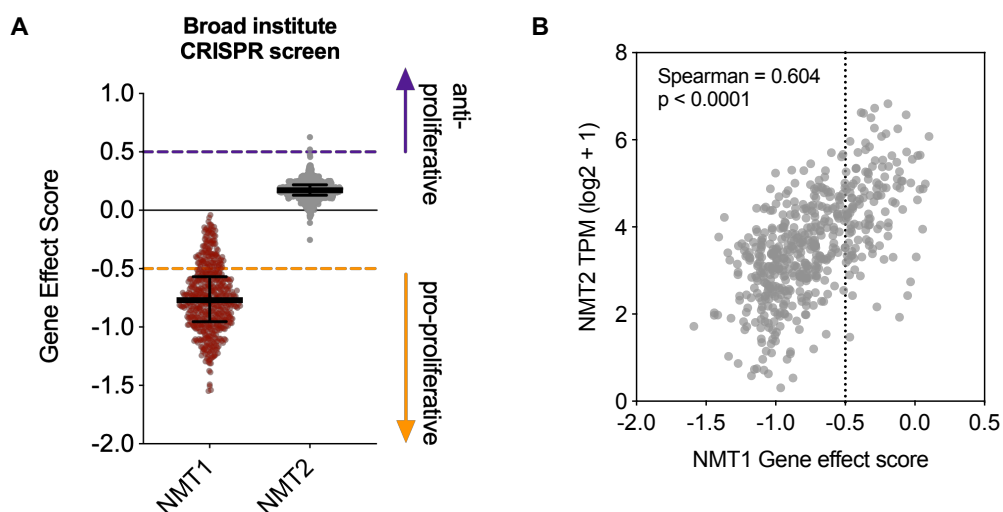 A
Broad institute
CRISPR screen
Gene Effect Score
1.0
0.5
0.0
-0.5
-1.0
-1.5
-2.0
NMT1
NMT2
anti-
proliferative
pro-proliferative
B
Spearman = 0.604
p < 0.0001
NMT2 TPM (log2 + 1)
8
6
4
2
0
-2.0
-1.5
-1.0
-0.5
0.0
0.5
NMT1 Gene effect score